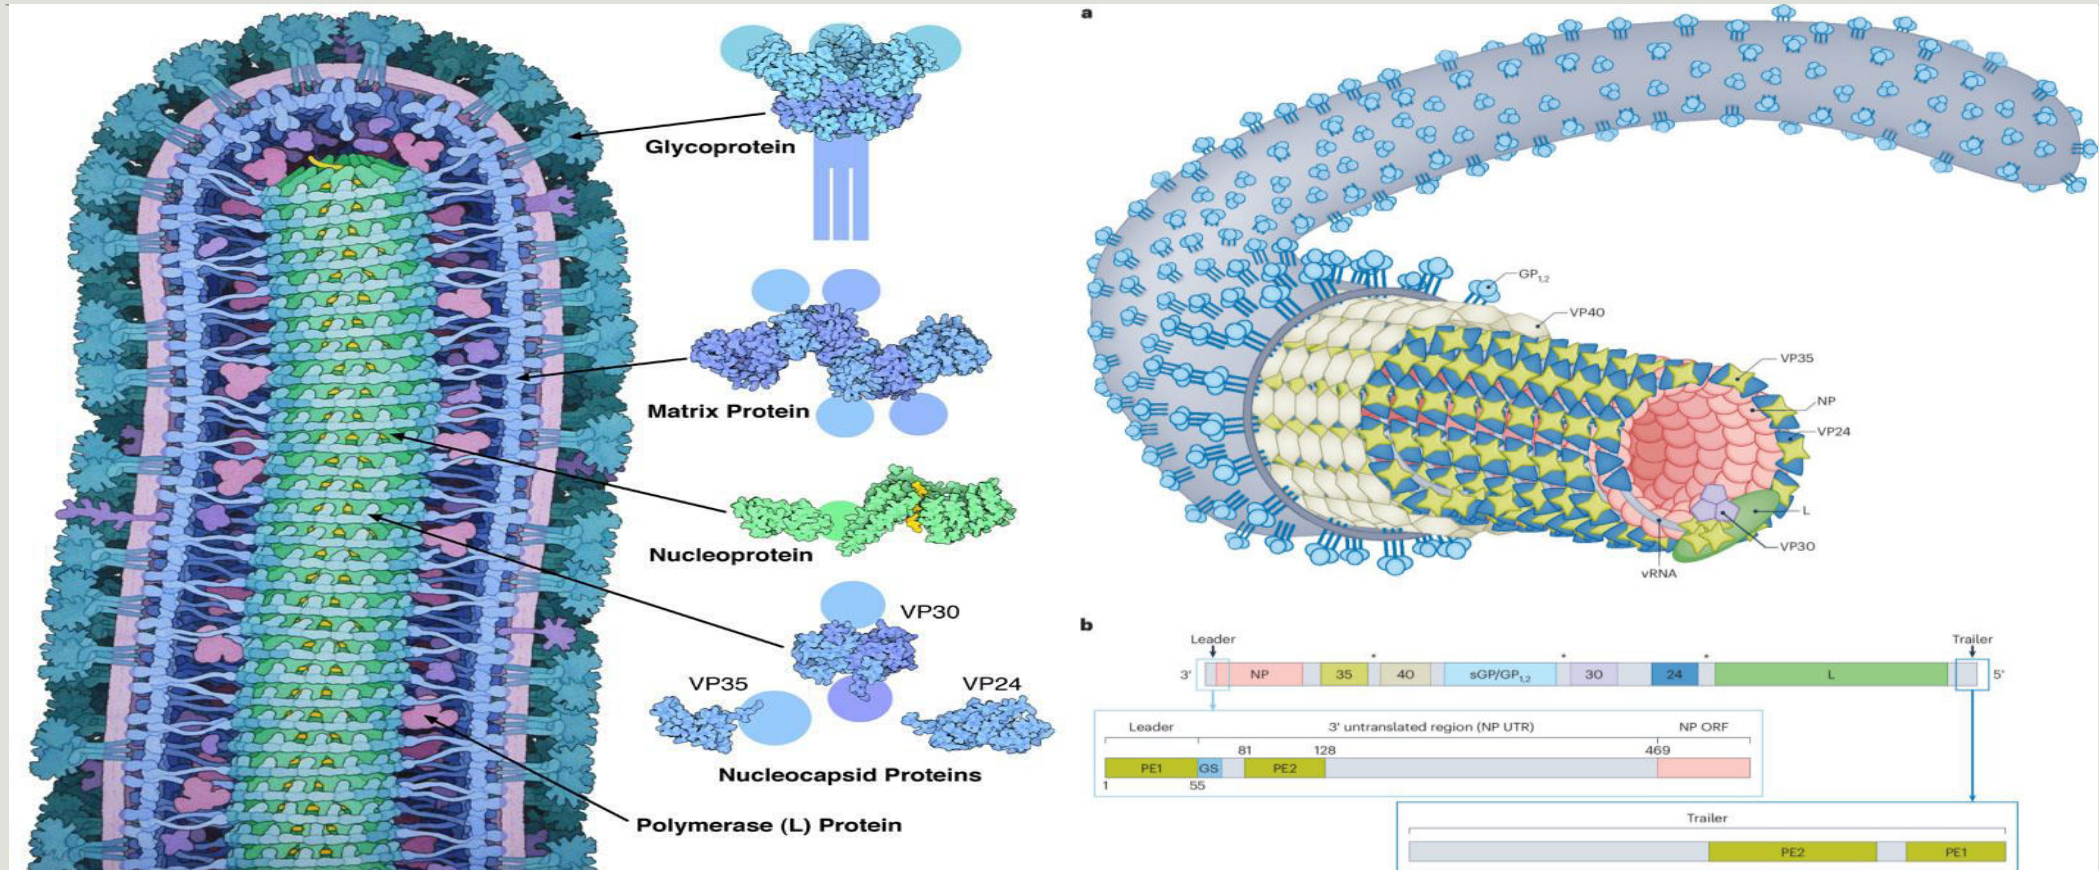 Glycoprotein
Matrix Protein
Nucleoprotein
VP30
VP35
VP24
Nucleocapsid Proteins
Polymerase (L) Protein
a
GP1,2
VP40
VP35
NP
VP24
L
VP30
vRNA
b
Leader
Trailer
* * *
3' NP 35 40 sGP/GP1,2 30 24 L 5'
Leader 3' untranslated region (NP UTR) NP ORF
81 128 469
PE1 GS PE2
1 55
Trailer
PE2 PE1